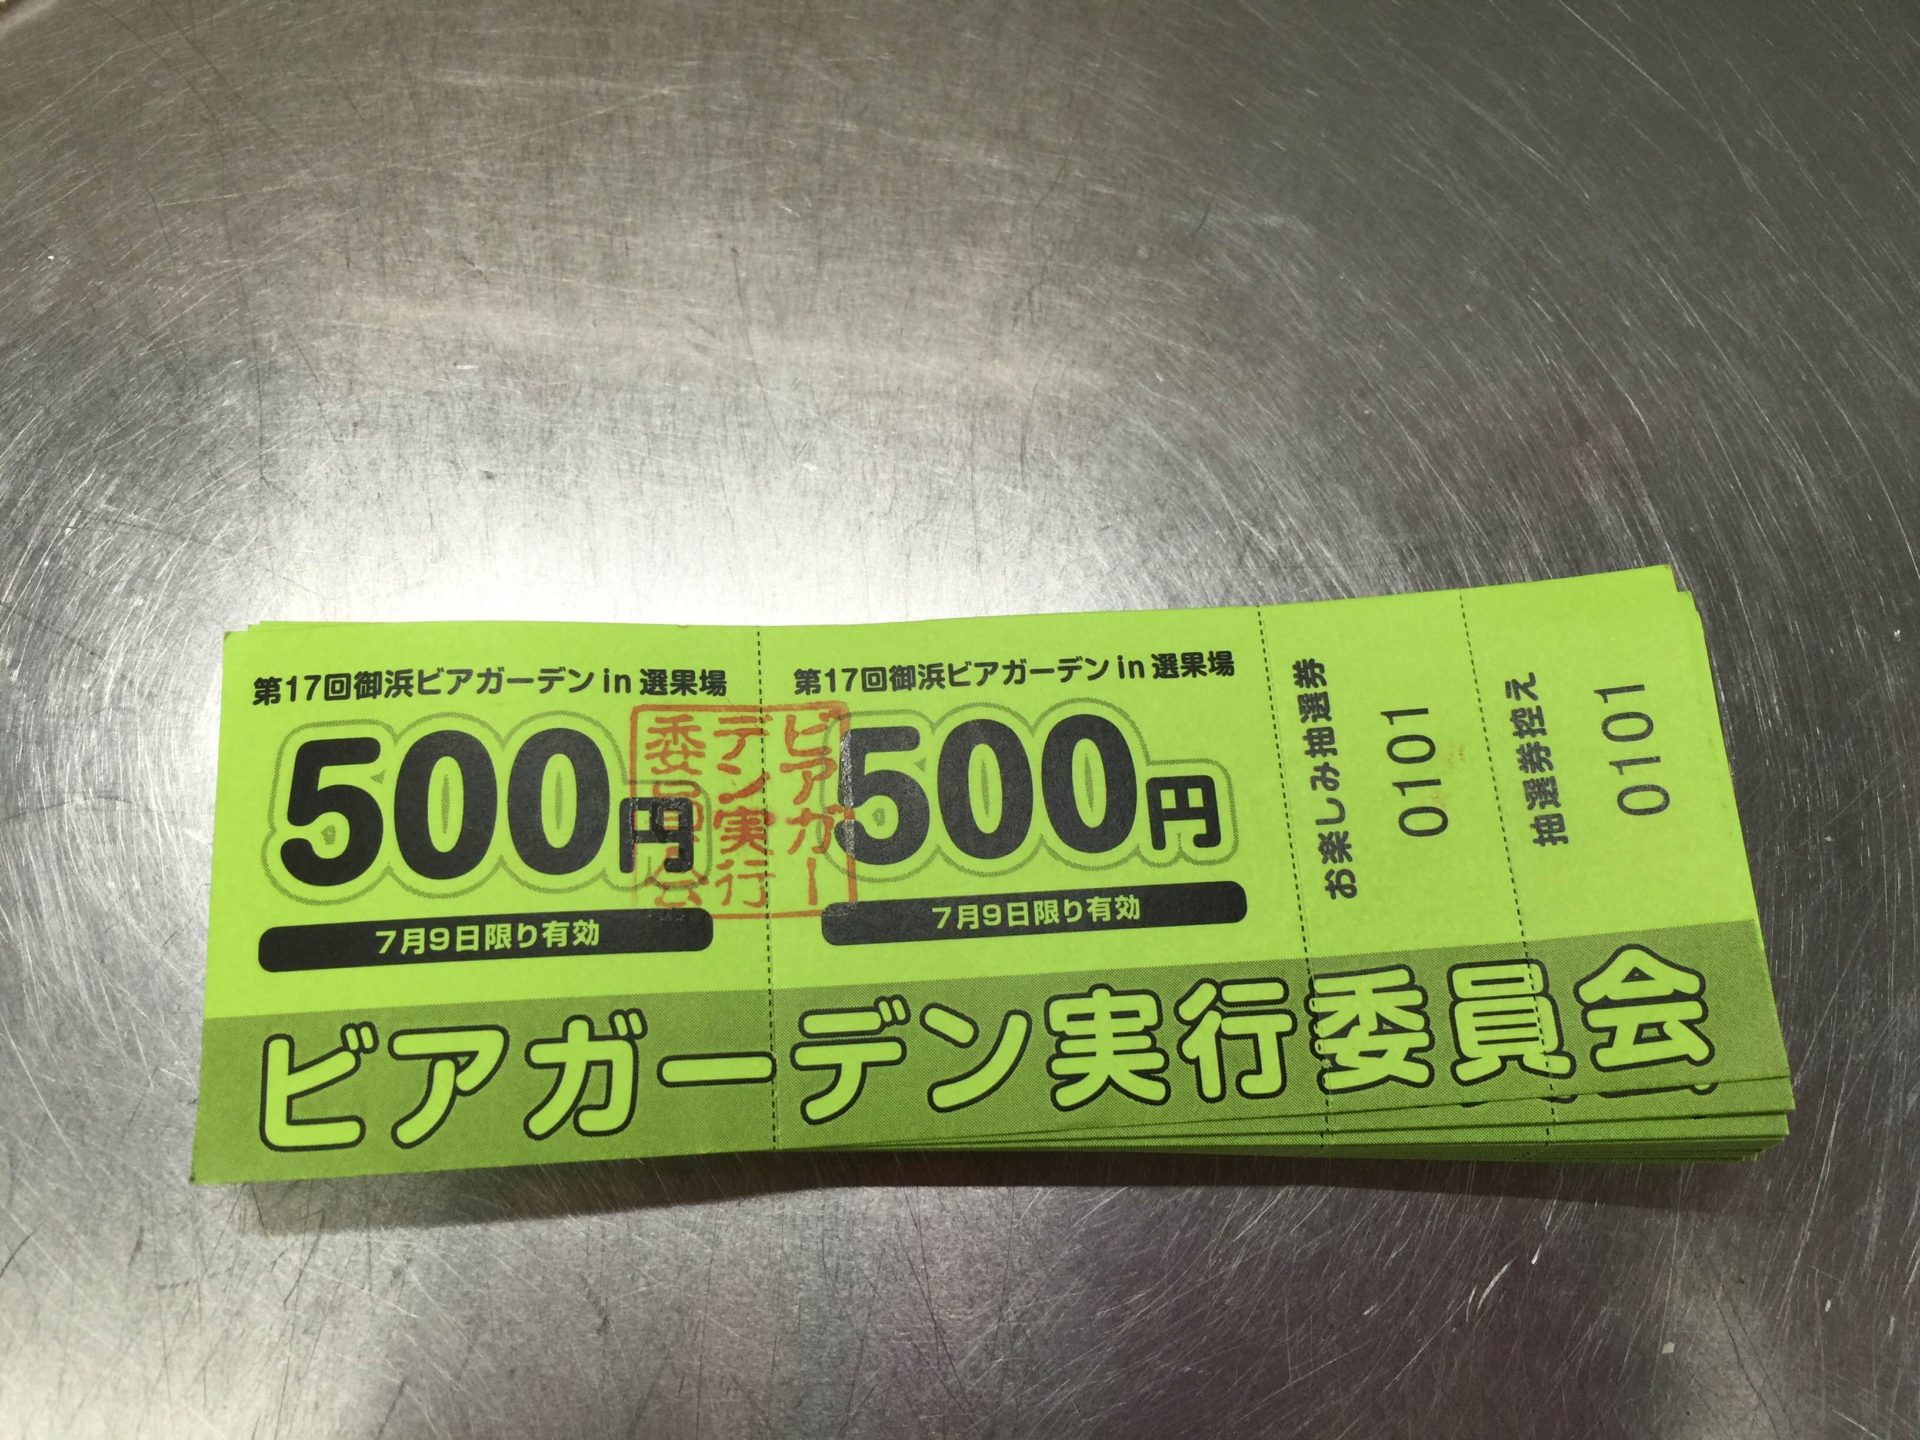 第17回御浜ビアガーデン in 選果場
500円
7月9日限り有効
第17回御浜ビアガーデン in 選果場
500円
7月9日限り有効
ビアガー
デン実行
委員会
お楽しみ抽選券
0101
抽選券控え
0101
ビアガーデン実行委員会